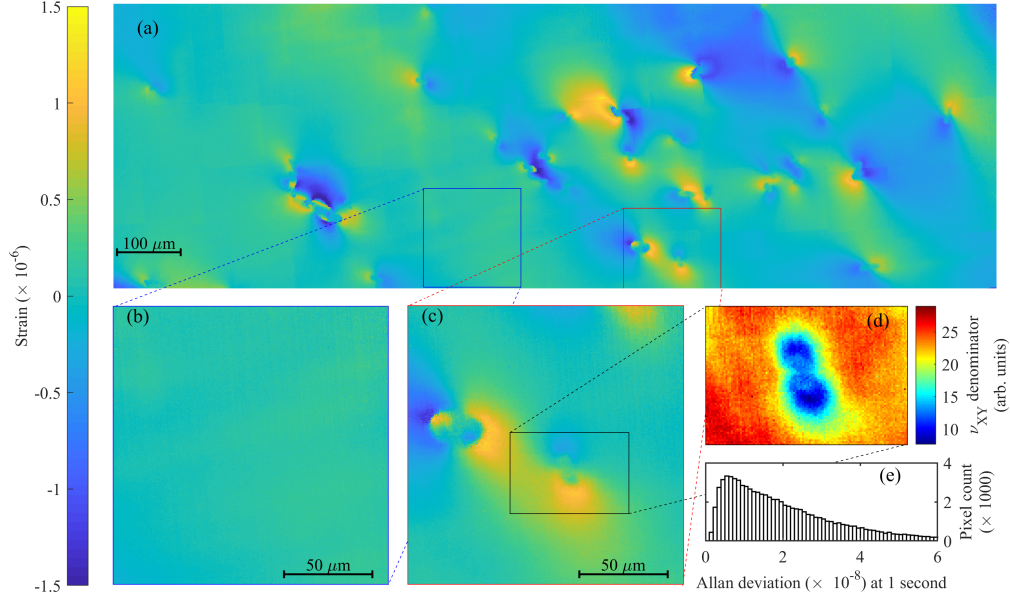 1.5
1
0.5
0
-0.5
-1
-1.5
Strain (× 10⁻⁶)
(a)
100 μm
(b)
50 μm
(c)
50 μm
(d)
25
20
15
10
ν_XY denominator
(arb. units)
(e)
4
2
0
Pixel count
(× 1000)
0 2 4 6
Allan deviation (× 10⁻⁸) at 1 second